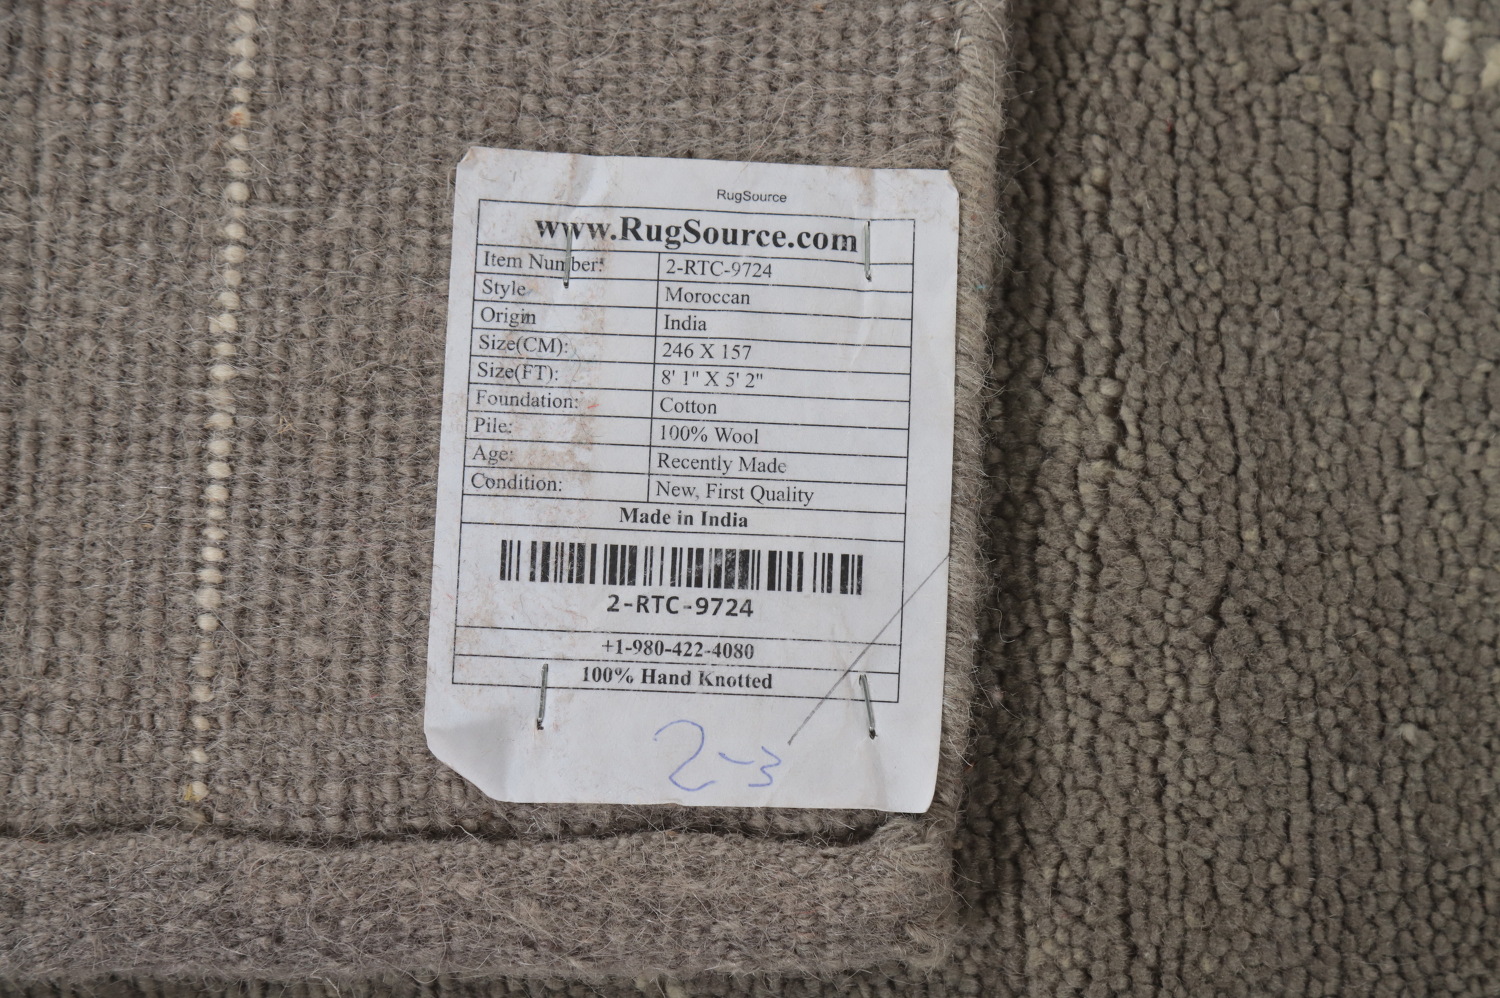 RugSource
www.RugSource.com
Item Number: 2-RTC-9724
Style Moroccan
Origin India
Size(CM): 246 X 157
Size(FT): 8' 1" X 5' 2"
Foundation: Cotton
Pile: 100% Wool
Age: Recently Made
Condition: New, First Quality
Made in India
2-RTC-9724
+1-980-422-4080
100% Hand Knotted
2-3